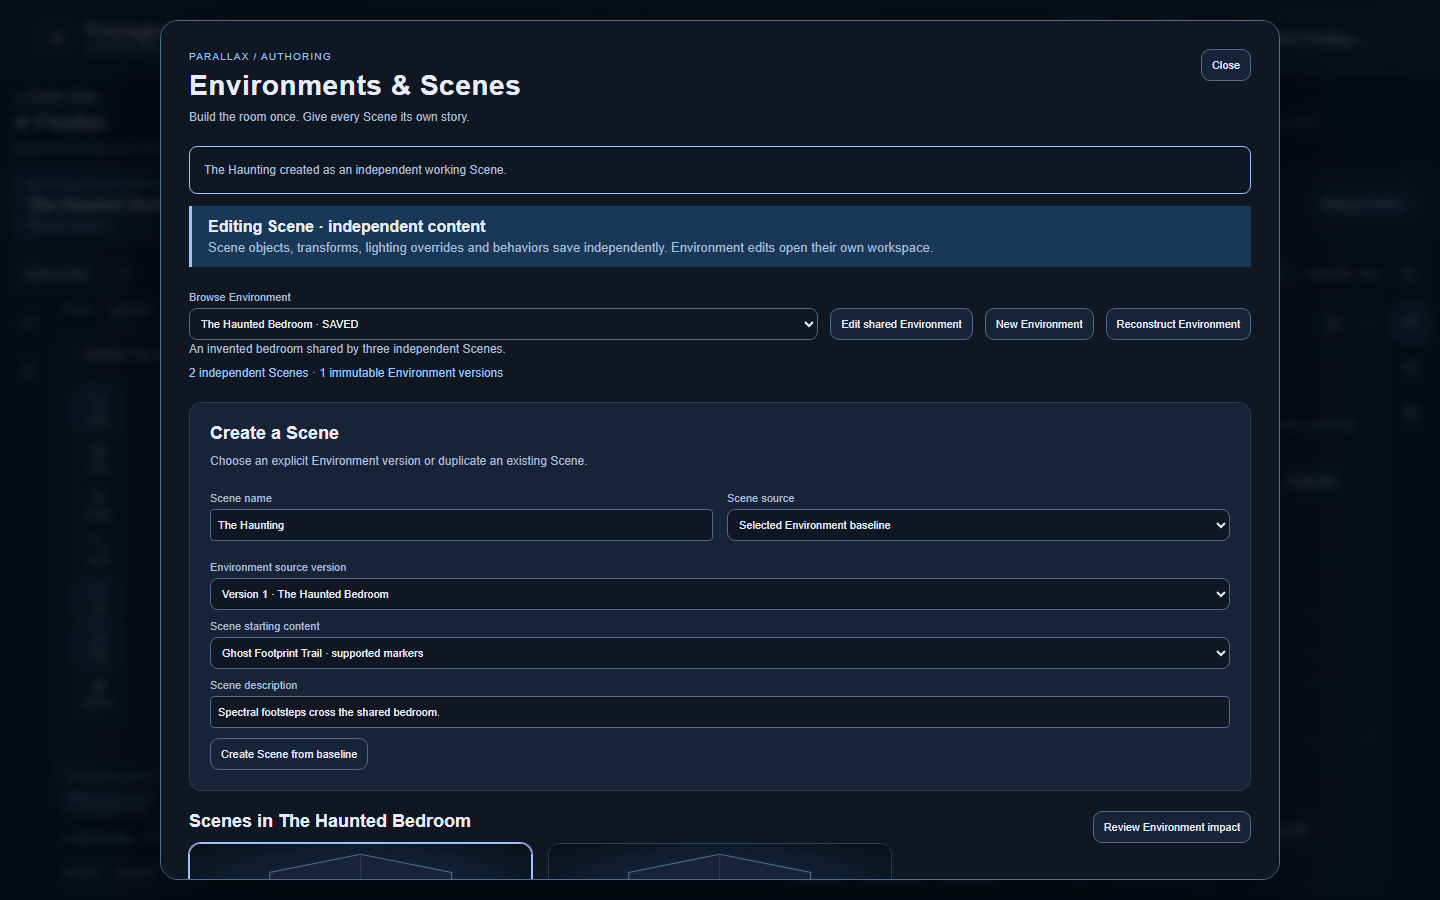 PARALLAX / AUTHORING
Environments & Scenes
Close
Build the room once. Give every Scene its own story.
The Haunting created as an independent working Scene.
Editing Scene · independent content
Scene objects, transforms, lighting overrides and behaviors save independently. Environment edits open their own workspace.
Browse Environment
The Haunted Bedroom · SAVED
Edit shared Environment
New Environment
Reconstruct Environment
An invented bedroom shared by three independent Scenes.
2 independent Scenes · 1 immutable Environment versions
Create a Scene
Choose an explicit Environment version or duplicate an existing Scene.
Scene name
Scene source
The Haunting
Selected Environment baseline
Environment source version
Version 1 · The Haunted Bedroom
Scene starting content
Ghost Footprint Trail · supported markers
Scene description
Spectral footsteps cross the shared bedroom.
Create Scene from baseline
Scenes in The Haunted Bedroom
Review Environment impact